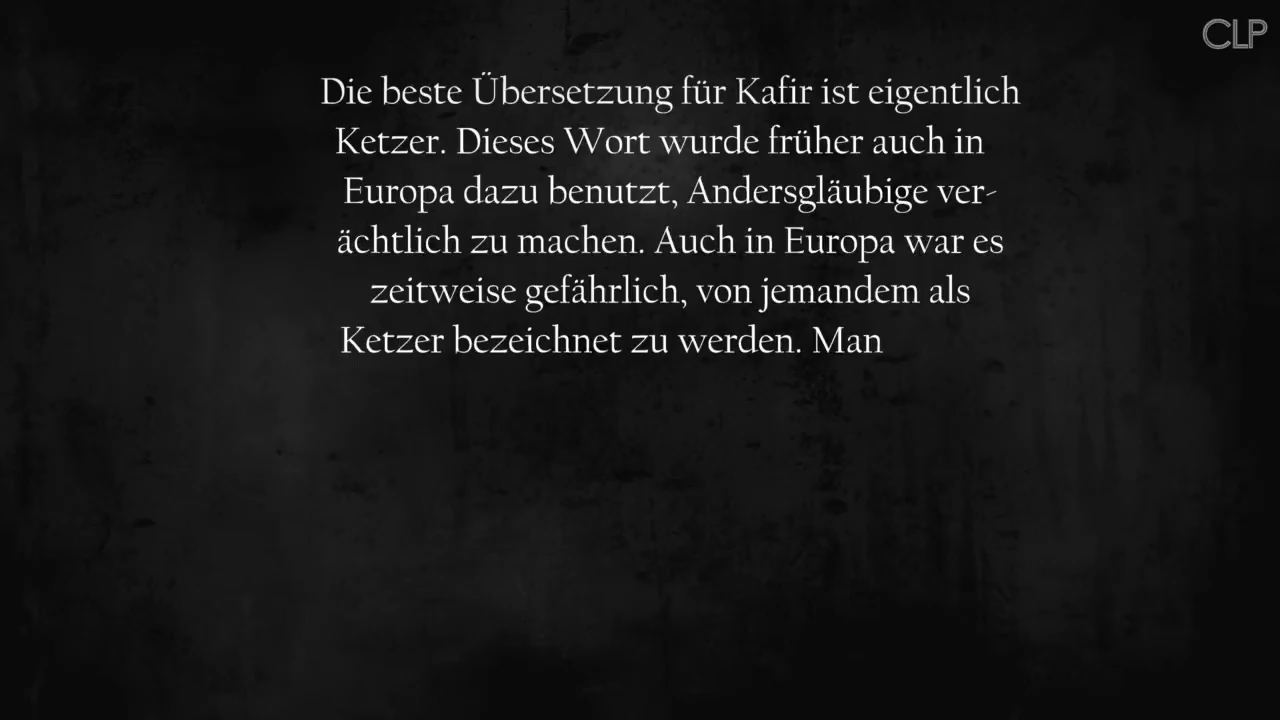 CLP
Die beste Übersetzung für Kafir ist eigentlich
Ketzer. Dieses Wort wurde früher auch in
Europa dazu benutzt, Andersgläubige ver-
ächtlich zu machen. Auch in Europa war es
zeitweise gefährlich, von jemandem als
Ketzer bezeichnet zu werden. Man